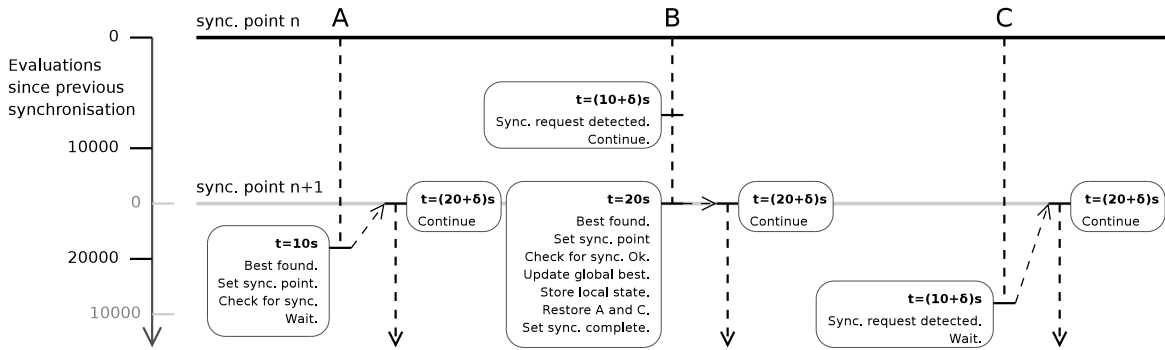 sync. point n
A
B
C
0
Evaluations
since previous
synchronisation
t=(10+δ)s
Sync. request detected.
Continue.
10000
sync. point n+1
0
t=(20+δ)s
Continue
t=20s
Best found.
Set sync. point
Check for sync. Ok.
Update global best.
Store local state.
Restore A and C.
Set sync. complete.
t=(20+δ)s
Continue
t=(20+δ)s
Continue
t=10s
Best found.
Set sync. point.
Check for sync.
Wait.
20000
10000
t=(10+δ)s
Sync. request detected.
Wait.